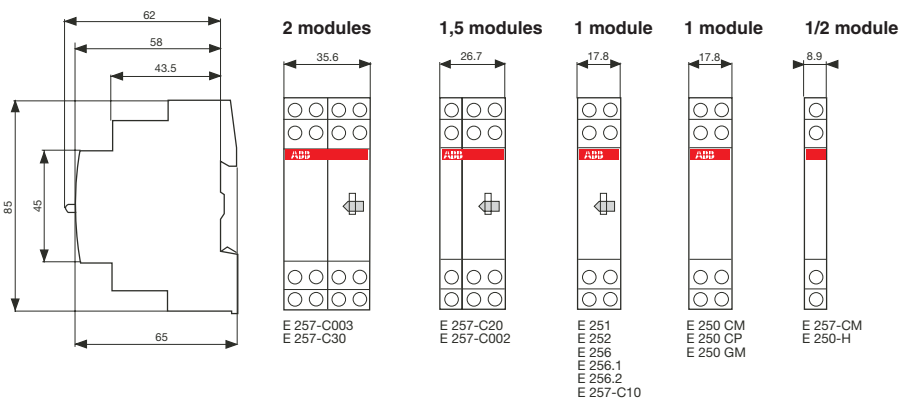 62
58
43.5
85
45
65
2 modules
35.6
ABB
E 257-C003
E 257-C30
1,5 modules
26.7
ABB
E 257-C20
E 257-C002
1 module
17.8
ABB
E 251
E 252
E 256
E 256.1
E 256.2
E 257-C10
1 module
17.8
ABB
E 250 CM
E 250 CP
E 250 GM
1/2 module
8.9
E 257-CM
E 250-H